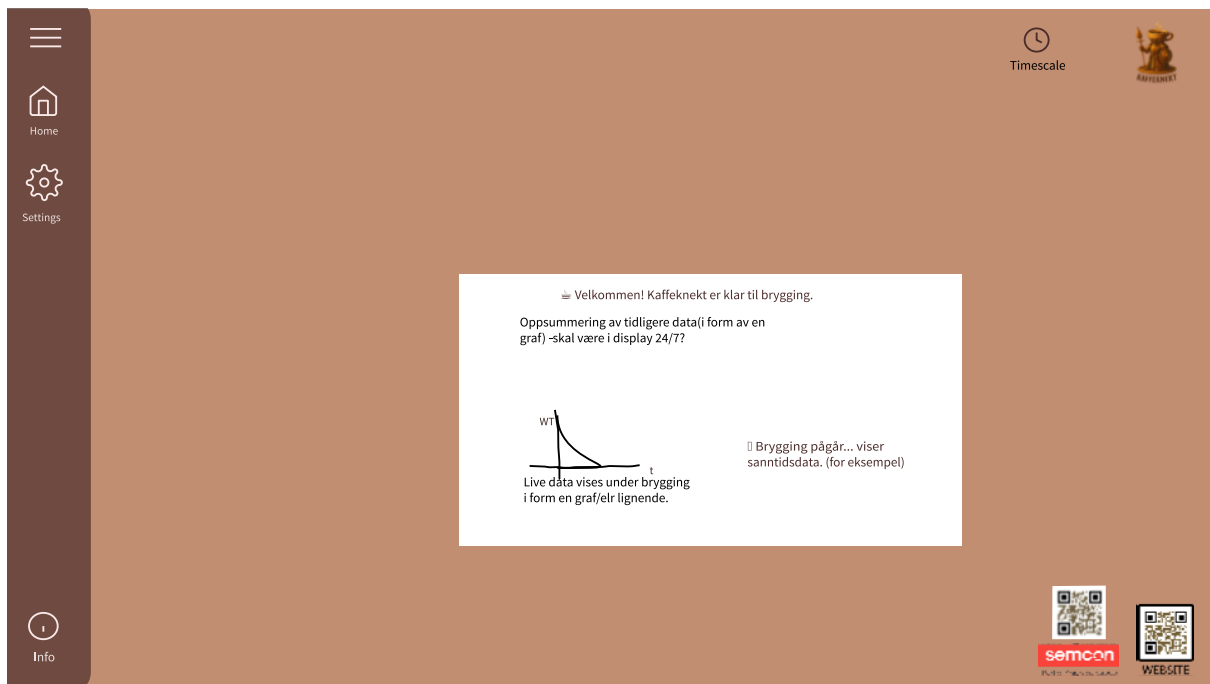 Timescale
KAFFEKNEKT
Home
Settings
☕ Velkommen! Kaffeknekt er klar til brygging.
Oppsummering av tidligere data(i form av en
graf) -skal være i display 24/7?
WT
t
Live data vises under brygging
i form en graf/elr lignende.
Brygging pågår... viser
sanntidsdata. (for eksempel)
Info
semcon
WEBSITE